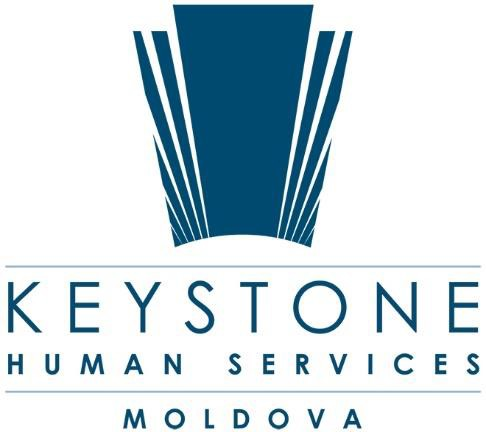 KEYSTONE
HUMAN SERVICES
MOLDOVA